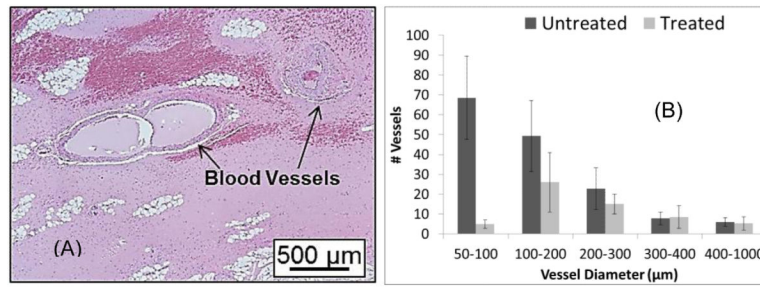 Blood Vessels
(A)
500 µm
Untreated Treated
(B)
# Vessels
100
90
80
70
60
50
40
30
20
10
0
50-100 100-200 200-300 300-400 400-1000
Vessel Diameter (µm)